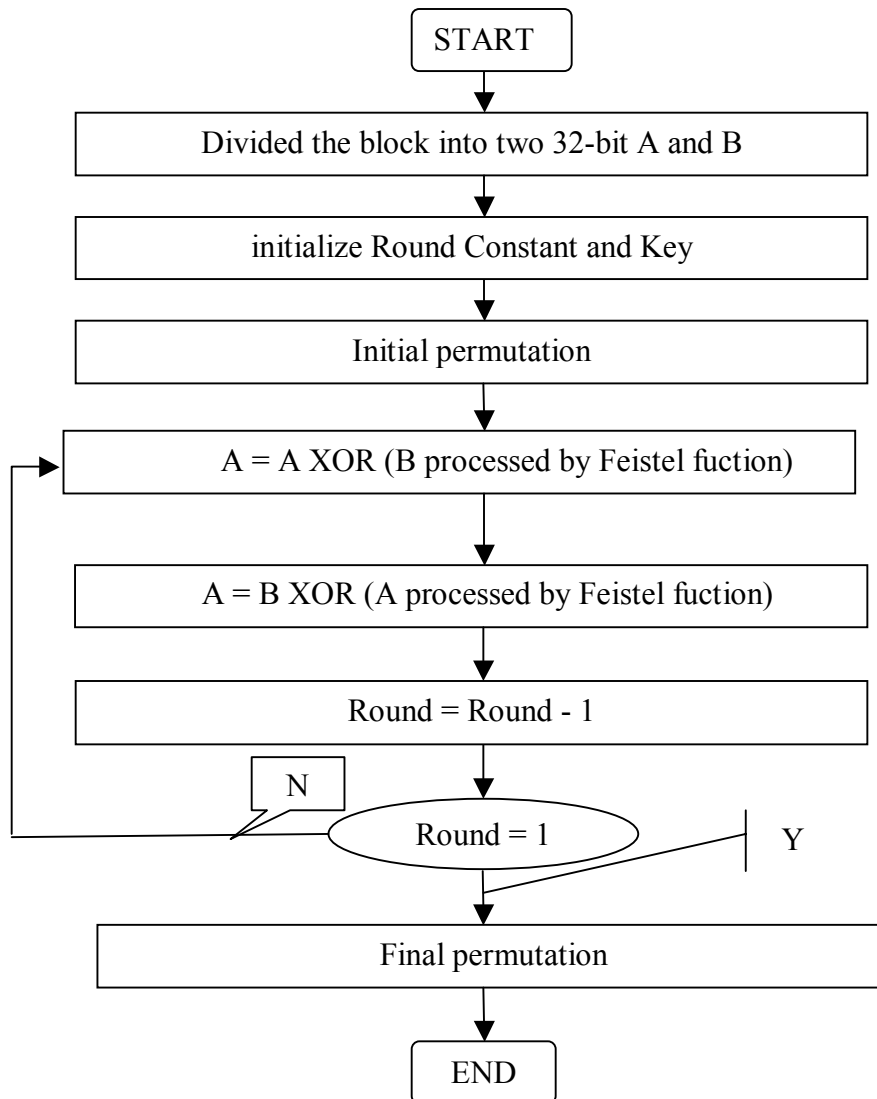 START
Divided the block into two 32-bit A and B
initialize Round Constant and Key
Initial permutation
A = A XOR (B processed by Feistel fuction)
A = B XOR (A processed by Feistel fuction)
Round = Round - 1
N
Round = 1
Y
Final permutation
END